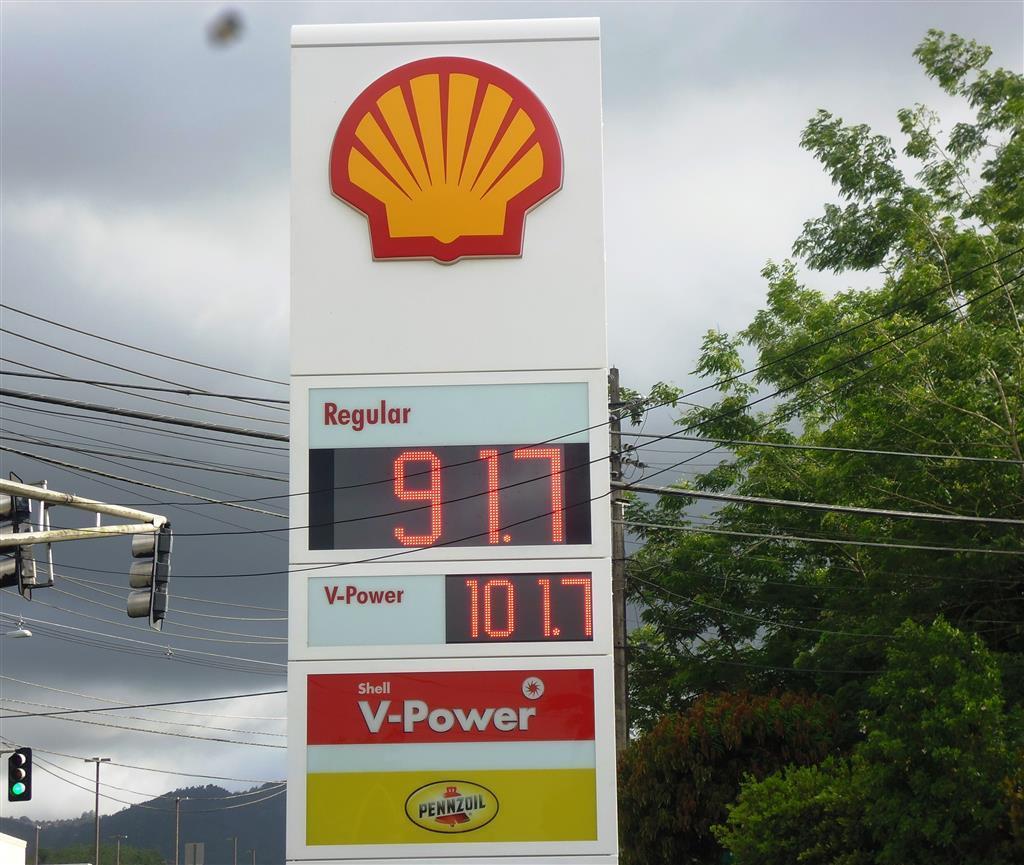 Regular
91.7
V-Power
101.7
Shell
V-Power
PENNZOIL